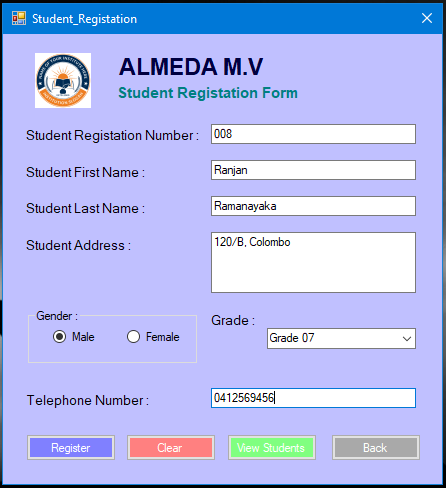 Student_Registation
ALMEDA M.V
Student Registation Form
Student Registation Number : 008
Student First Name : Ranjan
Student Last Name : Ramanayaka
Student Address : 120/B, Colombo
Gender :
Male Female
Grade :
Grade 07
Telephone Number : 0412569456
Register Clear View Students Back